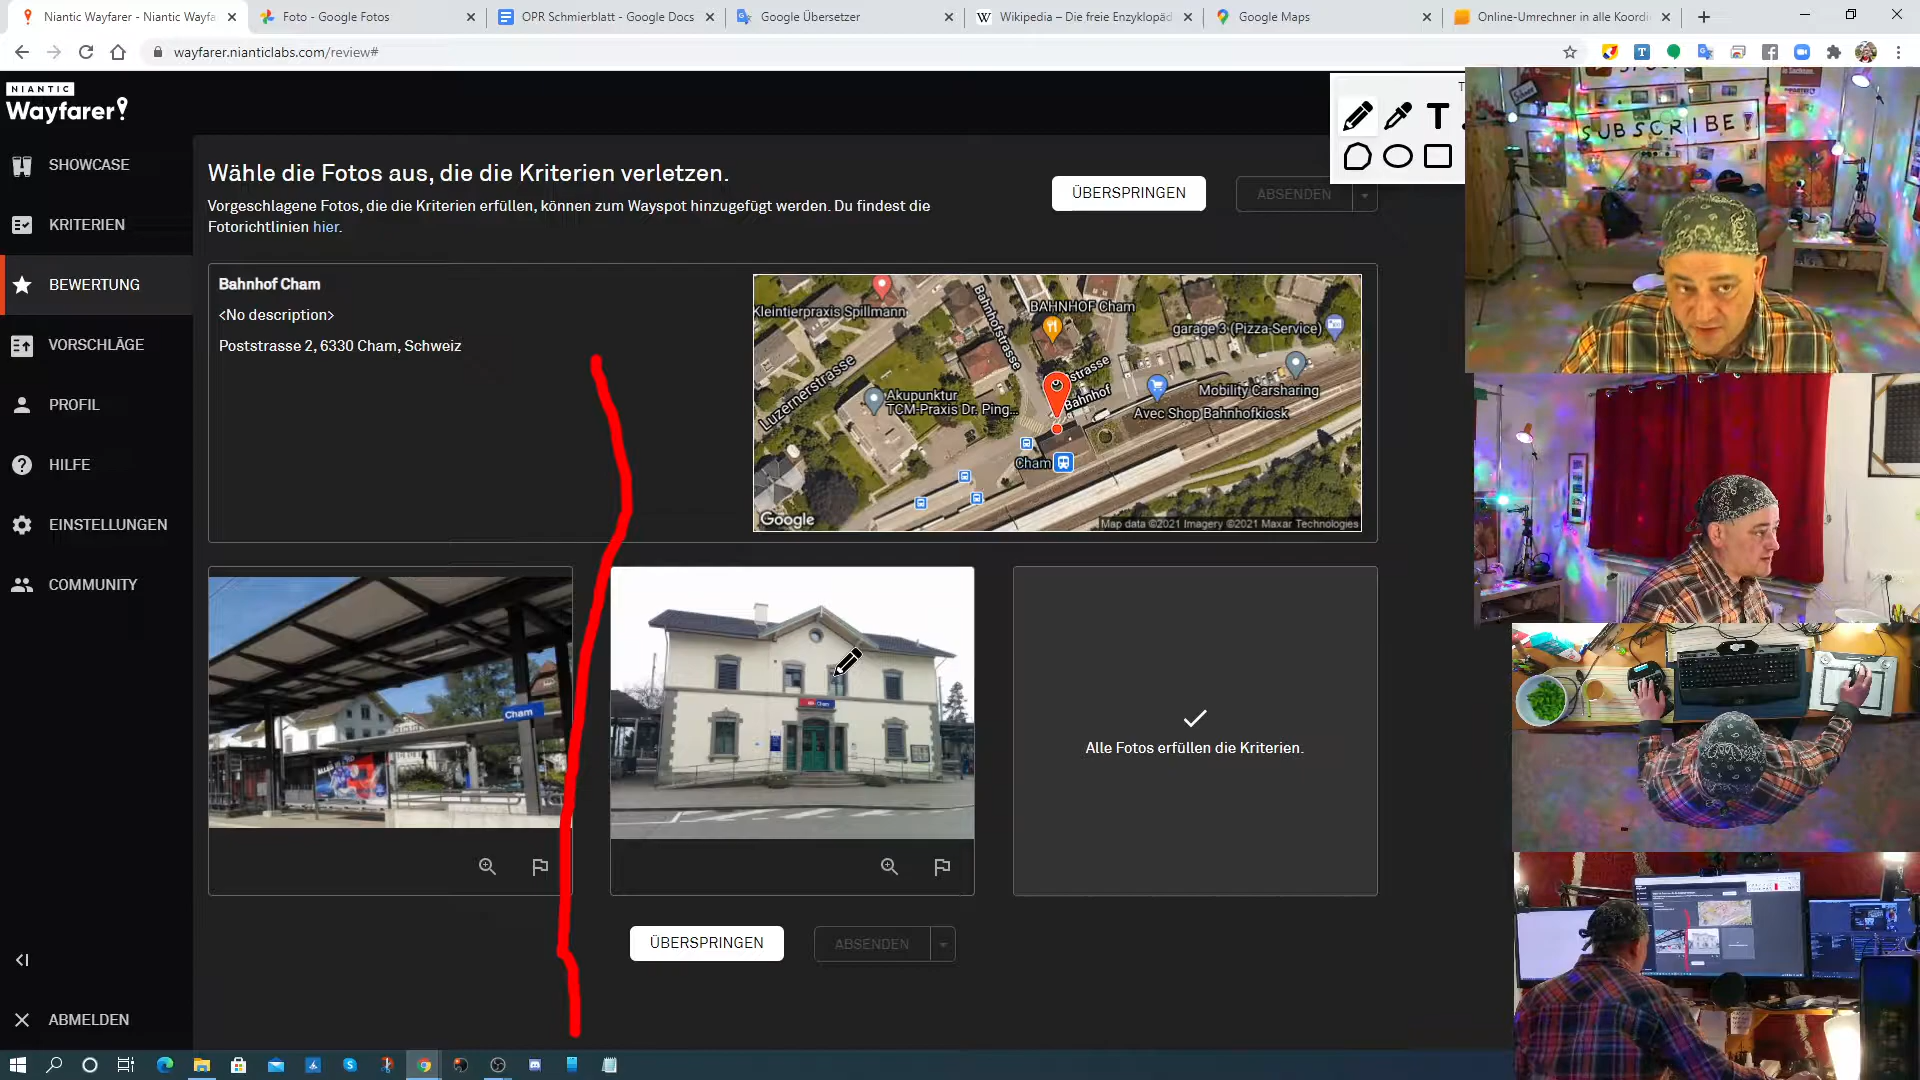 Niantic Wayfarer - Niantic Wayfa
Foto - Google Fotos
OPR Schmierblatt - Google Docs
Google Übersetzer
Wikipedia – Die freie Enzyklopäd
Google Maps
Online-Umrechner in alle Koordi
wayfarer.nianticlabs.com/review#
NIANTIC
Wayfarer
SHOWCASE
KRITERIEN
BEWERTUNG
VORSCHLÄGE
PROFIL
HILFE
EINSTELLUNGEN
COMMUNITY
ABMELDEN
Wähle die Fotos aus, die die Kriterien verletzen.
Vorgeschlagene Fotos, die die Kriterien erfüllen, können zum Wayspot hinzugefügt werden. Du findest die
Fotorichtlinien hier.
ÜBERSPRINGEN
ABSENDEN
T
Bahnhof Cham
<No description>
Poststrasse 2, 6330 Cham, Schweiz
Kleintierpraxis Spillmann
Bahnhofstrasse
BAHNHOF Cham
garage 3 (Pizza-Service)
Luzernerstrasse
Akupunktur
TCM-Praxis Dr. Ping...
Bahnhof
Mobility Carsharing
Avec Shop Bahnhofkiosk
Cham
Google
Map data ©2021 Imagery ©2021 Maxar Technologies
Cham
Cham
Alle Fotos erfüllen die Kriterien.
ÜBERSPRINGEN
ABSENDEN
SUBSCRIBE!